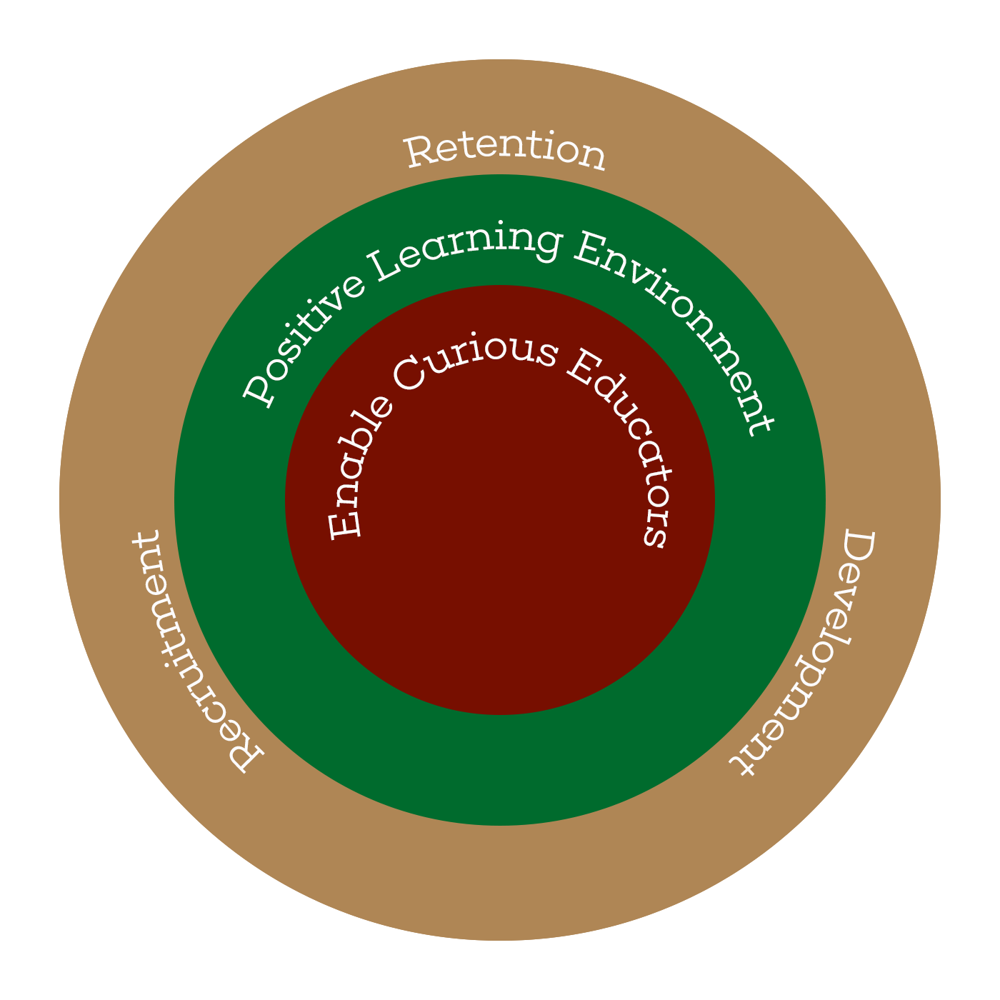 Retention
Positive Learning Environment
Enable Curious Educators
Recruitment
Development